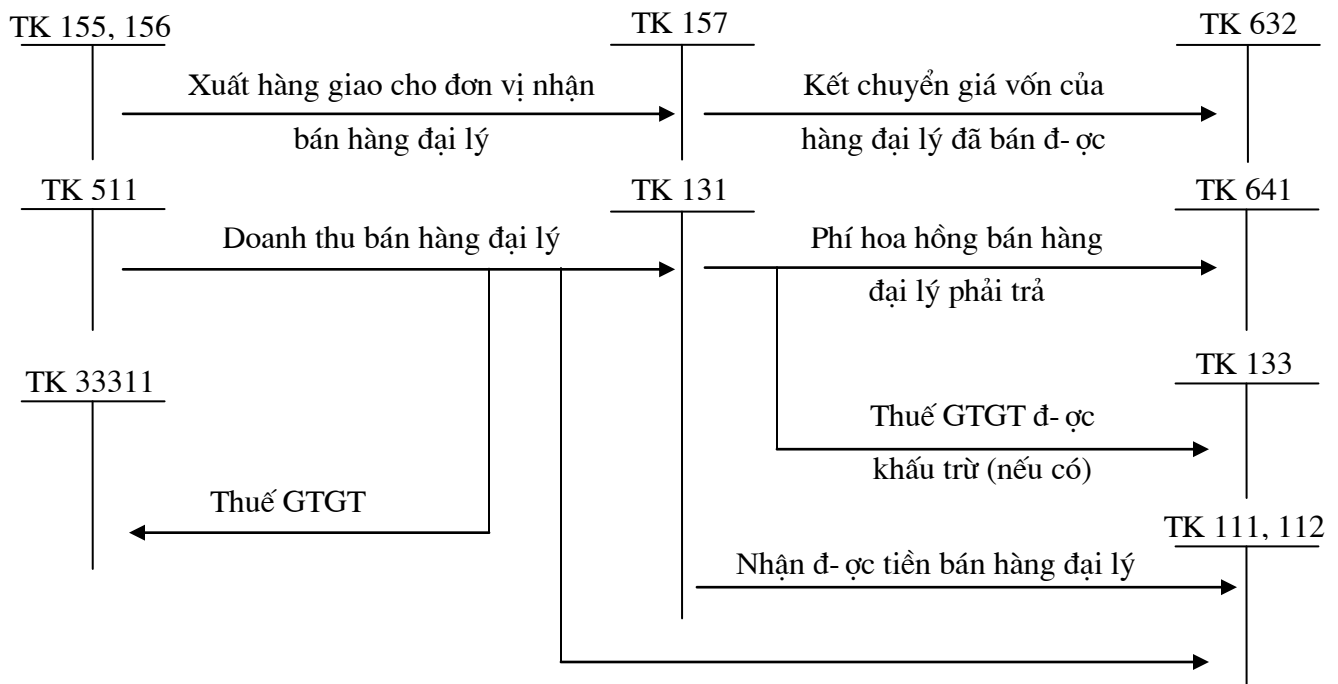 TK 155, 156
TK 157
TK 632
Xuất hàng giao cho đơn vị nhận
bán hàng đại lý
Kết chuyển giá vốn của
hàng đại lý đã bán đ- ợc
TK 511
TK 131
TK 641
Doanh thu bán hàng đại lý
Phí hoa hồng bán hàng
đại lý phải trả
TK 33311
TK 133
Thuế GTGT đ- ợc
khấu trừ (nếu có)
Thuế GTGT
TK 111, 112
Nhận đ- ợc tiền bán hàng đại lý